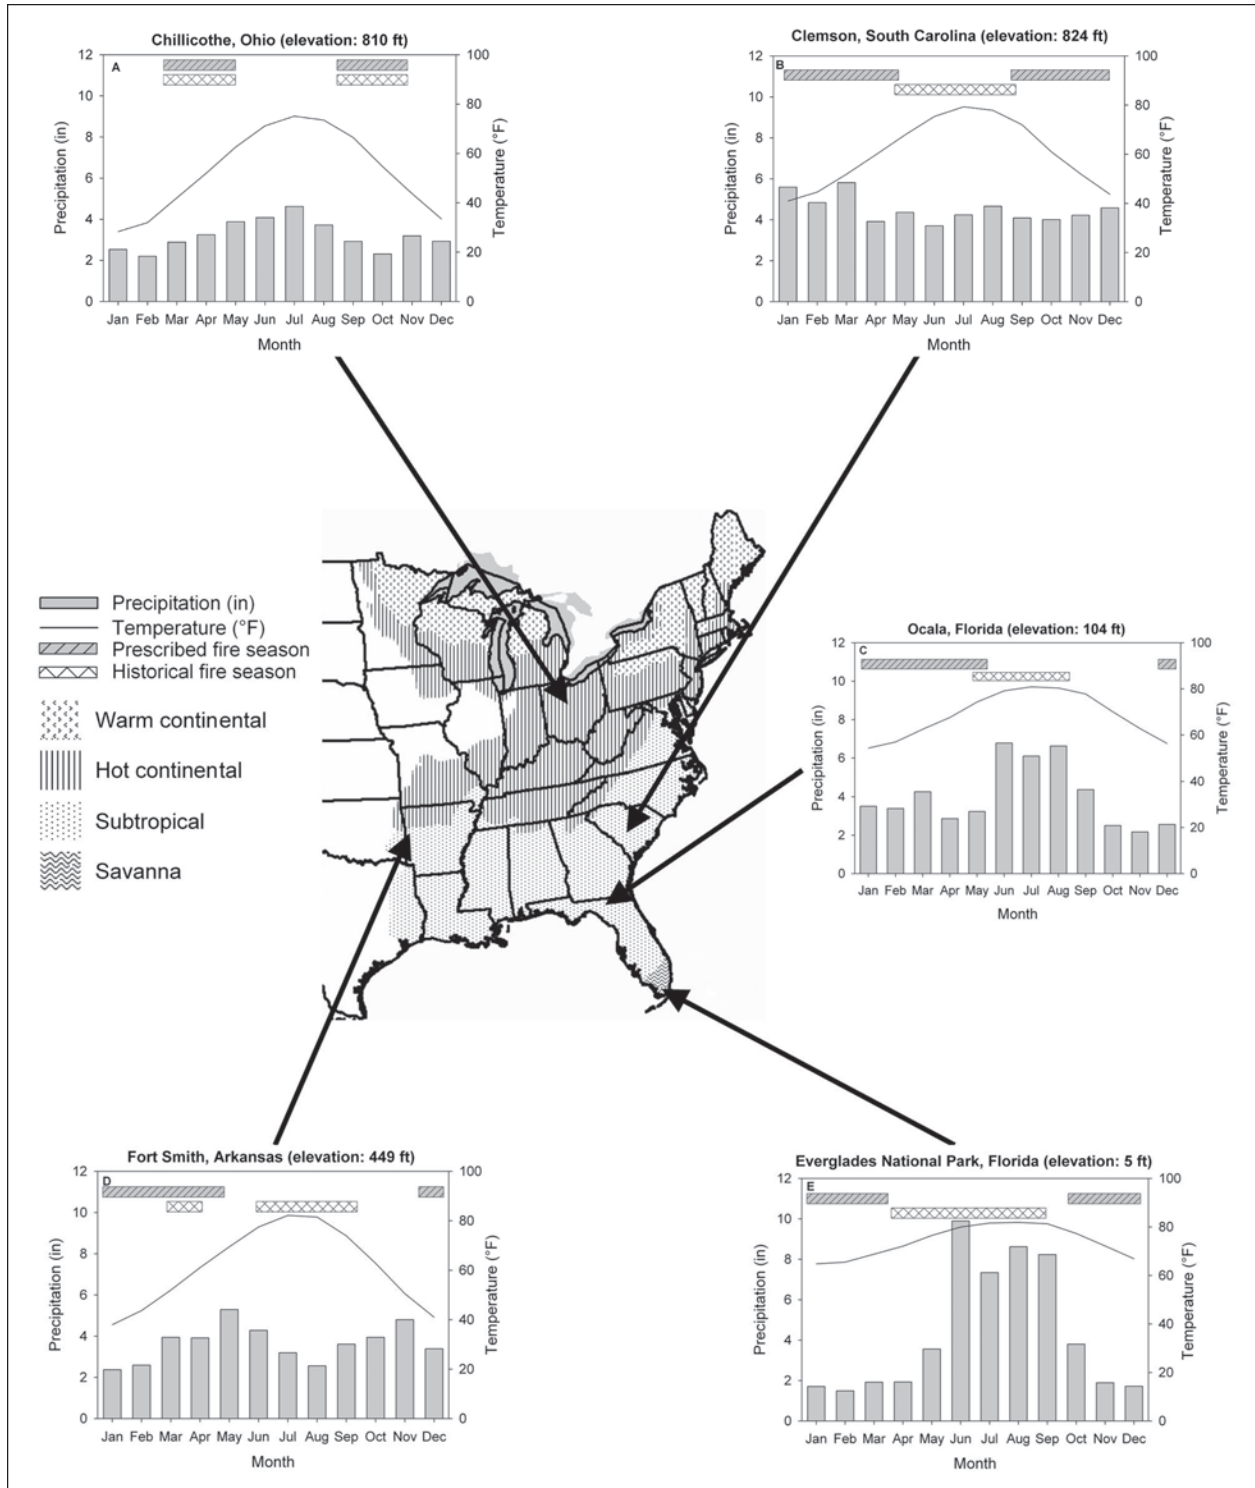 Chillicothe, Ohio (elevation: 810 ft)
A
Precipitation (in)
12
10
8
6
4
2
0
100
80
60
40
20
0
Temperature (°F)
Jan Feb Mar Apr May Jun Jul Aug Sep Oct Nov Dec
Month
Clemson, South Carolina (elevation: 824 ft)
B
Precipitation (in)
12
10
8
6
4
2
0
100
80
60
40
20
0
Temperature (°F)
Jan Feb Mar Apr May Jun Jul Aug Sep Oct Nov Dec
Month
Precipitation (in)
Temperature (°F)
Prescribed fire season
Historical fire season
Warm continental
Hot continental
Subtropical
Savanna
Ocala, Florida (elevation: 104 ft)
C
Precipitation (in)
12
10
8
6
4
2
0
100
80
60
40
20
0
Temperature (°F)
Jan Feb Mar Apr May Jun Jul Aug Sep Oct Nov Dec
Month
Fort Smith, Arkansas (elevation: 449 ft)
D
Precipitation (in)
12
10
8
6
4
2
0
100
80
60
40
20
0
Temperature (°F)
Jan Feb Mar Apr May Jun Jul Aug Sep Oct Nov Dec
Month
Everglades National Park, Florida (elevation: 5 ft)
E
Precipitation (in)
12
10
8
6
4
2
0
100
80
60
40
20
0
Temperature (°F)
Jan Feb Mar Apr May Jun Jul Aug Sep Oct Nov Dec
Month